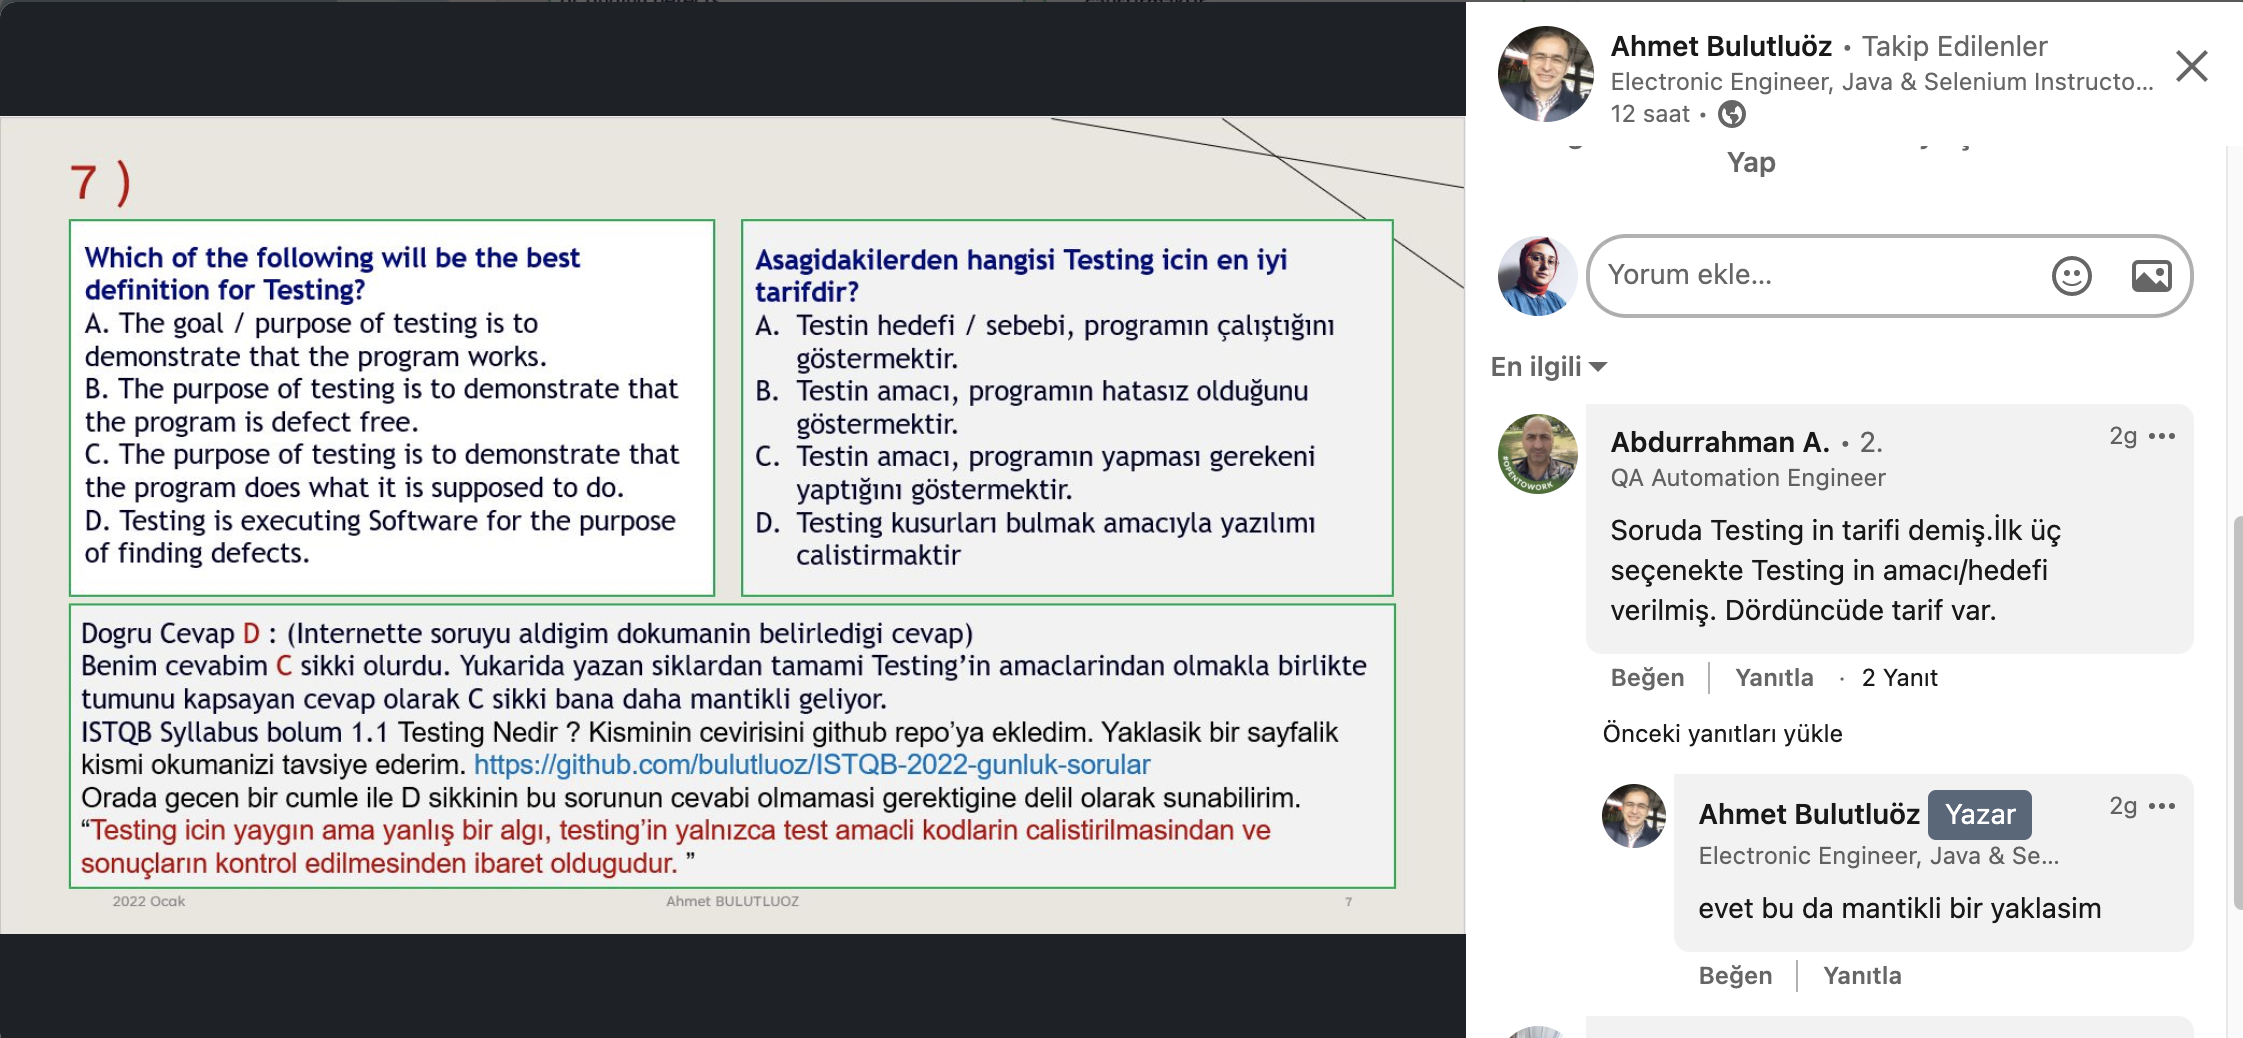 7 )
Which of the following will be the best
definition for Testing?
A. The goal / purpose of testing is to
demonstrate that the program works.
B. The purpose of testing is to demonstrate that
the program is defect free.
C. The purpose of testing is to demonstrate that
the program does what it is supposed to do.
D. Testing is executing Software for the purpose
of finding defects.
Asagidakilerden hangisi Testing icin en iyi
tarifdir?
A. Testin hedefi / sebebi, programın çalıştığını
göstermektir.
B. Testin amacı, programın hatasız olduğunu
göstermektir.
C. Testin amacı, programın yapması gerekeni
yaptığını göstermektir.
D. Testing kusurları bulmak amacıyla yazılımı
calistirmaktir
Dogru Cevap D : (Internette soruyu aldigim dokumanin belirledigi cevap)
Benim cevabim C sikki olurdu. Yukarida yazan siklardan tamami Testing’in amaclarindan olmakla birlikte
tumunu kapsayan cevap olarak C sikki bana daha mantikli geliyor.
ISTQB Syllabus bolum 1.1 Testing Nedir ? Kisminin cevirisini github repo’ya ekledim. Yaklasik bir sayfalik
kismi okumanizi tavsiye ederim. https://github.com/bulutluoz/ISTQB-2022-gunluk-sorular
Orada gecen bir cumle ile D sikkinin bu sorunun cevabi olmamasi gerektigine delil olarak sunabilirim.
“Testing icin yaygın ama yanlış bir algı, testing’in yalnızca test amacli kodlarin calistirilmasindan ve
sonuçların kontrol edilmesinden ibaret oldugudur. ”
2022 Ocak
Ahmet BULUTLUOZ
7
Ahmet Bulutluöz • Takip Edilenler
Electronic Engineer, Java & Selenium Instructo...
12 saat •
Yap
Yorum ekle...
En ilgili
#OPENTOWORK
Abdurrahman A. • 2.
2g
QA Automation Engineer
Soruda Testing in tarifi demiş.İlk üç
seçenekte Testing in amacı/hedefi
verilmiş. Dördüncüde tarif var.
Beğen | Yanıtla · 2 Yanıt
Önceki yanıtları yükle
Ahmet Bulutluöz Yazar
2g
Electronic Engineer, Java & Se...
evet bu da mantikli bir yaklasim
Beğen | Yanıtla